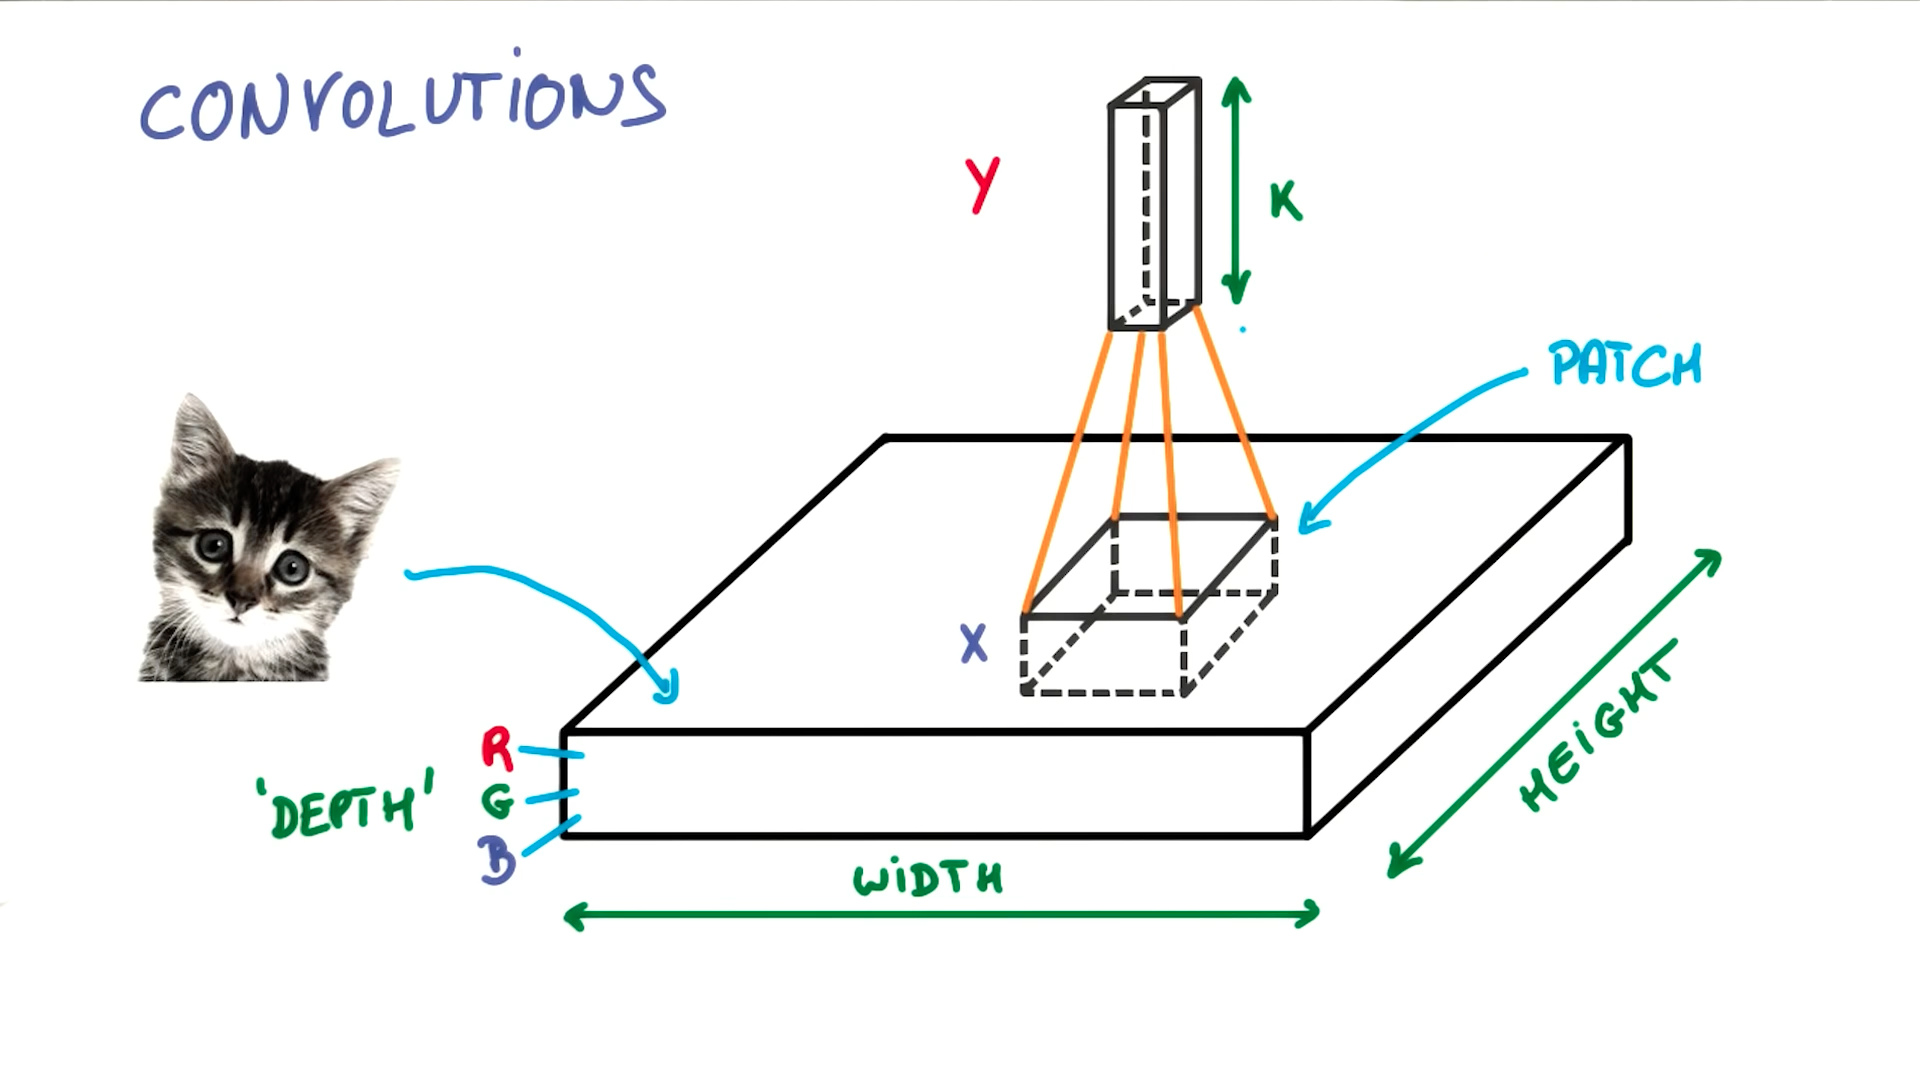 CONVOLUTIONS
Y
K
PATCH
X
R
'DEPTH'
G
B
HEIGHT
WIDTH